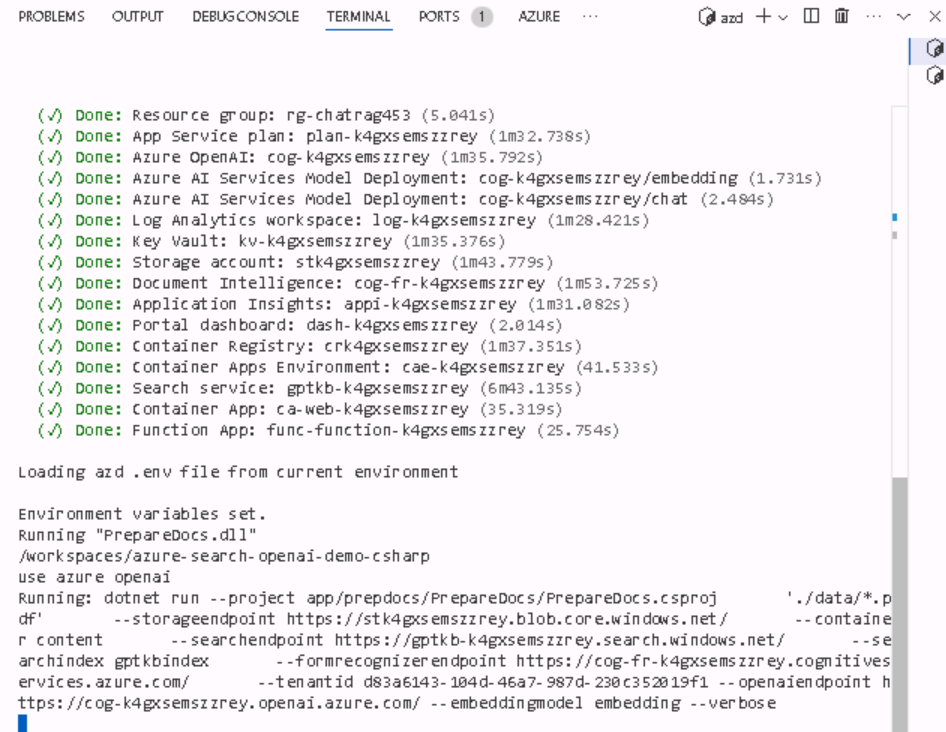 PROBLEMS OUTPUT DEBUG CONSOLE TERMINAL PORTS 1 AZURE ··· azd
(✓) Done: Resource group: rg-chatrag453 (5.041s)
(✓) Done: App Service plan: plan-k4gxsemszzrey (1m32.738s)
(✓) Done: Azure OpenAI: cog-k4gxsemszzrey (1m35.792s)
(✓) Done: Azure AI Services Model Deployment: cog-k4gxsemszzrey/embedding (1.731s)
(✓) Done: Azure AI Services Model Deployment: cog-k4gxsemszzrey/chat (2.484s)
(✓) Done: Log Analytics workspace: log-k4gxsemszzrey (1m28.421s)
(✓) Done: Key Vault: kv-k4gxsemszzrey (1m35.376s)
(✓) Done: Storage account: stk4gxsemszzrey (1m43.779s)
(✓) Done: Document Intelligence: cog-fr-k4gxsemszzrey (1m53.725s)
(✓) Done: Application Insights: appi-k4gxsemszzrey (1m31.082s)
(✓) Done: Portal dashboard: dash-k4gxsemszzrey (2.014s)
(✓) Done: Container Registry: crk4gxsemszzrey (1m37.351s)
(✓) Done: Container Apps Environment: cae-k4gxsemszzrey (41.533s)
(✓) Done: Search service: gptkb-k4gxsemszzrey (6m43.135s)
(✓) Done: Container App: ca-web-k4gxsemszzrey (35.319s)
(✓) Done: Function App: func-function-k4gxsemszzrey (25.754s)
Loading azd .env file from current environment
Environment variables set.
Running "PrepareDocs.dll"
/workspaces/azure-search-openai-demo-csharp
use azure openai
Running: dotnet run --project app/prepdocs/PrepareDocs/PrepareDocs.csproj './data/*.p
df' --storageendpoint https://stk4gxsemszzrey.blob.core.windows.net/ --containe
r content --searchendpoint https://gptkb-k4gxsemszzrey.search.windows.net/ --se
archindex gptkbindex --formrecognizerendpoint https://cog-fr-k4gxsemszzrey.cognitives
ervices.azure.com/ --tenantid d83a6143-104d-46a7-987d-230c352019f1 --openaiendpoint h
ttps://cog-k4gxsemszzrey.openai.azure.com/ --embeddingmodel embedding --verbose